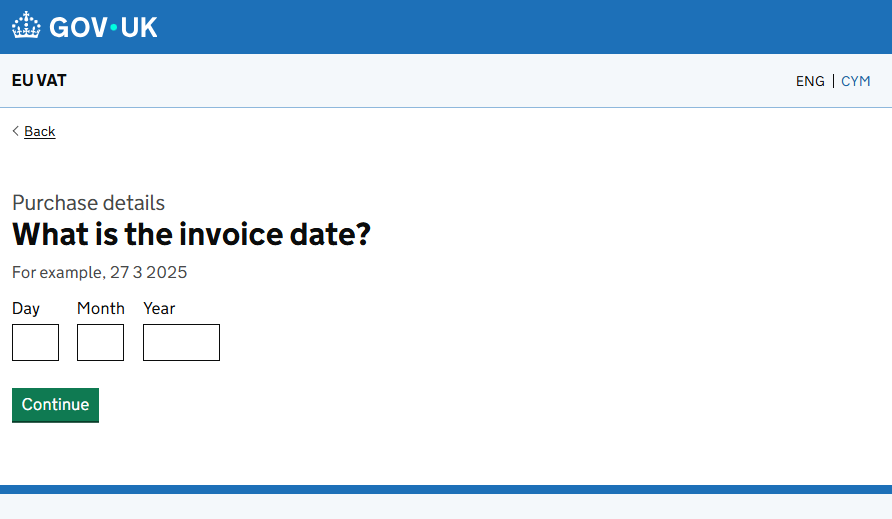 GOV·UK
EU VAT
ENG | CYM
Back
Purchase details
What is the invoice date?
For example, 27 3 2025
Day Month Year
Continue